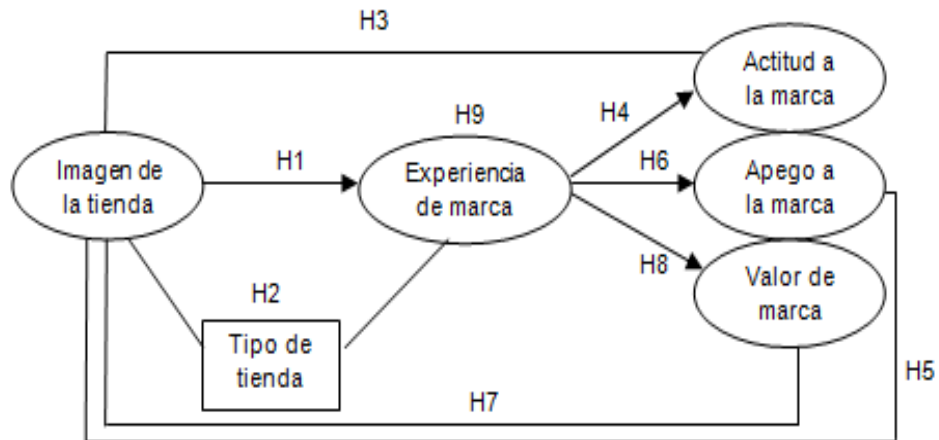 H3
Actitud a
la marca
H4
H9
Imagen de
la tienda
H1
Experiencia
de marca
H6
Apego a
la marca
H8
Valor de
marca
H2
Tipo de
tienda
H5
H7